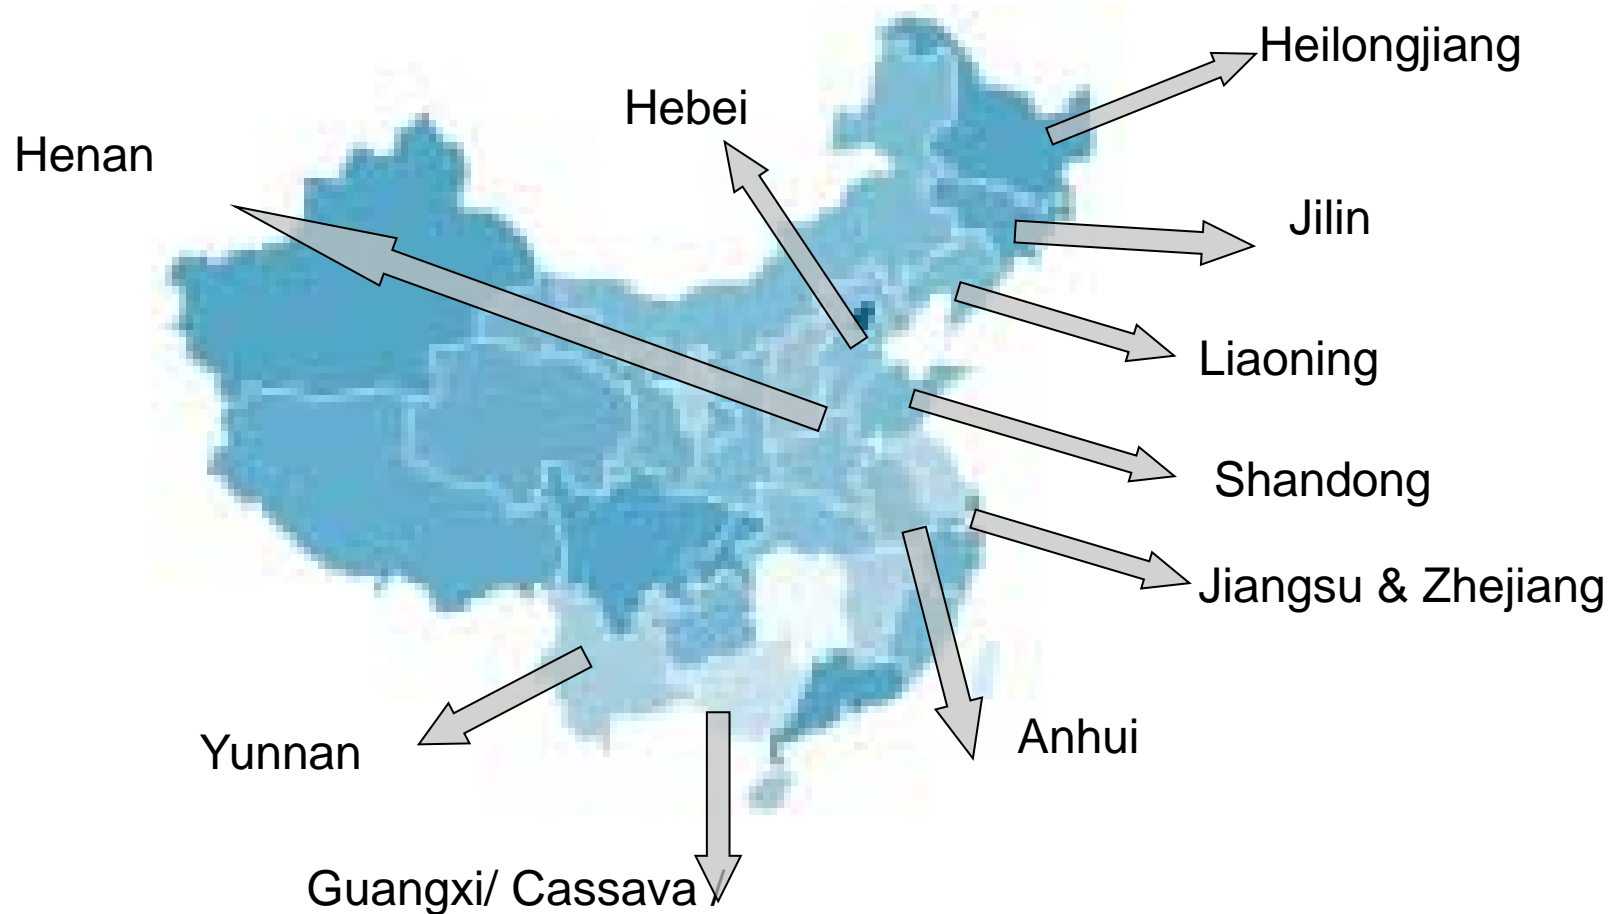 Heilongjiang
Hebei
Henan
Jilin
Liaoning
Shandong
Jiangsu & Zhejiang
Anhui
Yunnan
Guangxi/ Cassava /